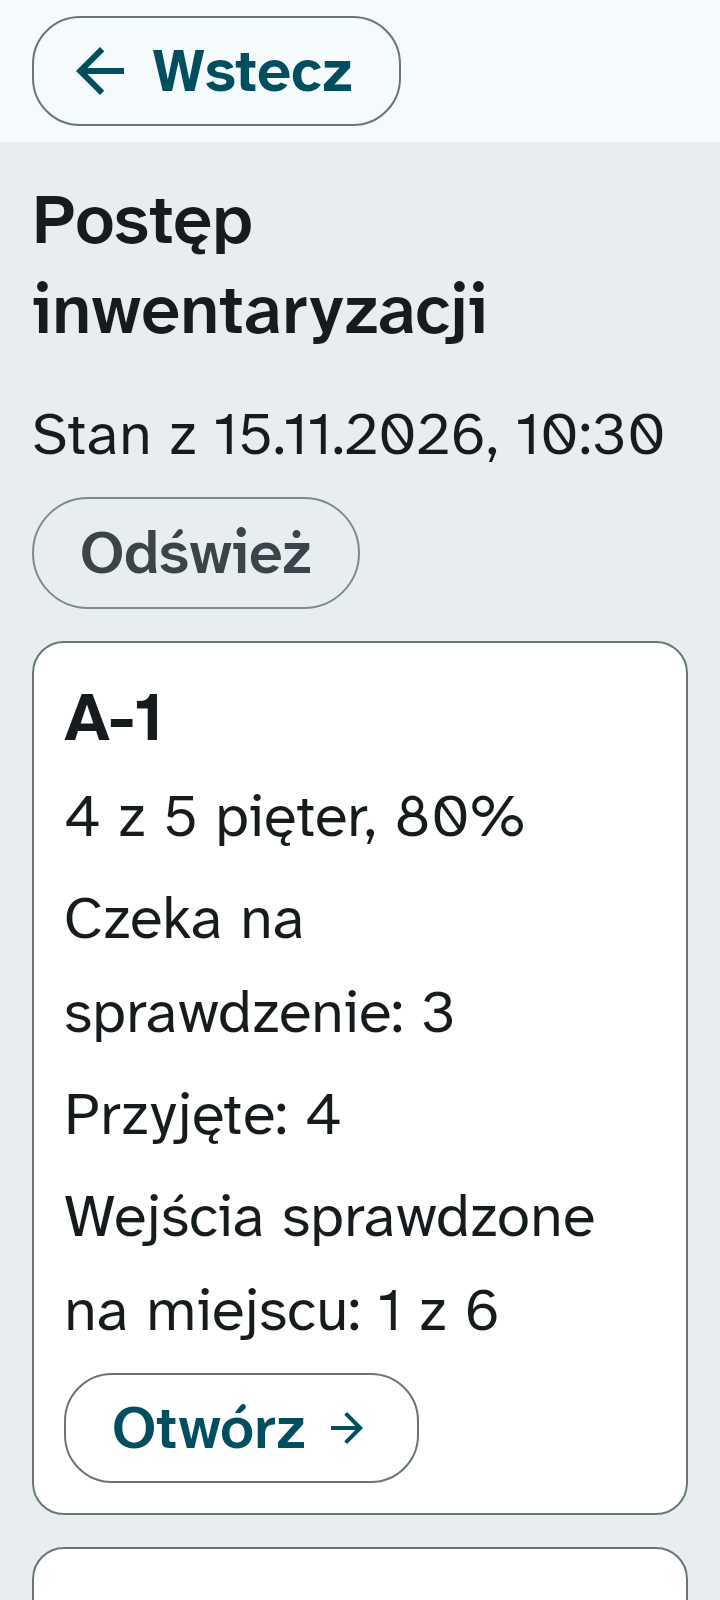 Wstecz
Postęp
inwentaryzacji
Stan z 15.11.2026, 10:30
Odśwież
A-1
4 z 5 pięter, 80%
Czeka na
sprawdzenie: 3
Przyjęte: 4
Wejścia sprawdzone
na miejscu: 1 z 6
Otwórz